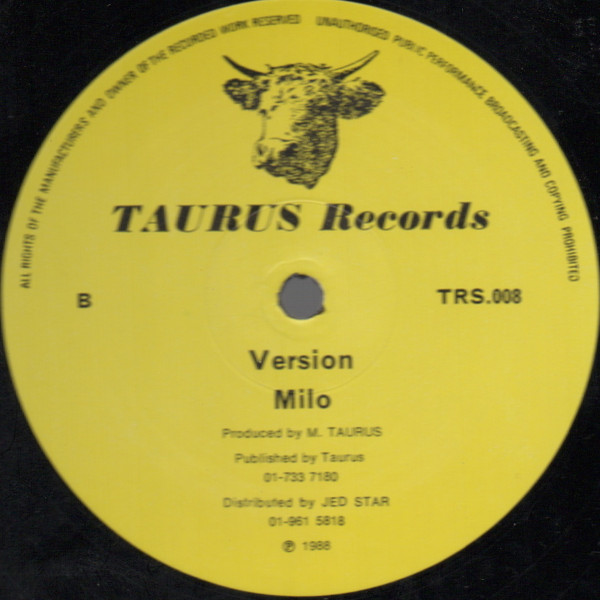 ALL RIGHTS OF THE MANUFACTURERS AND OWNER OF THE RECORDED WORK RESERVED
UNAUTHORISED PUBLIC PERFORMANCE BROADCASTING AND COPYING PROHIBITED
TAURUS Records
B
TRS.008
Version
Milo
Produced by M. TAURUS
Published by Taurus
01-733 7180
Distributed by JED STAR
01-961 5818
℗ 1988